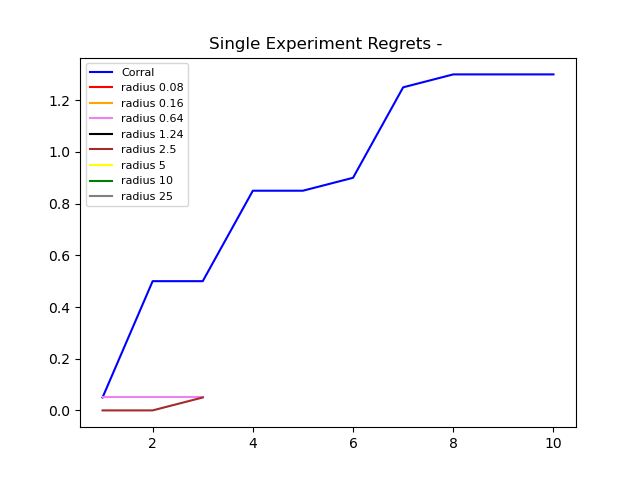 Single Experiment Regrets -
Corral
radius 0.08
radius 0.16
radius 0.64
radius 1.24
radius 2.5
radius 5
radius 10
radius 25
1.2
1.0
0.8
0.6
0.4
0.2
0.0
2 4 6 8 10